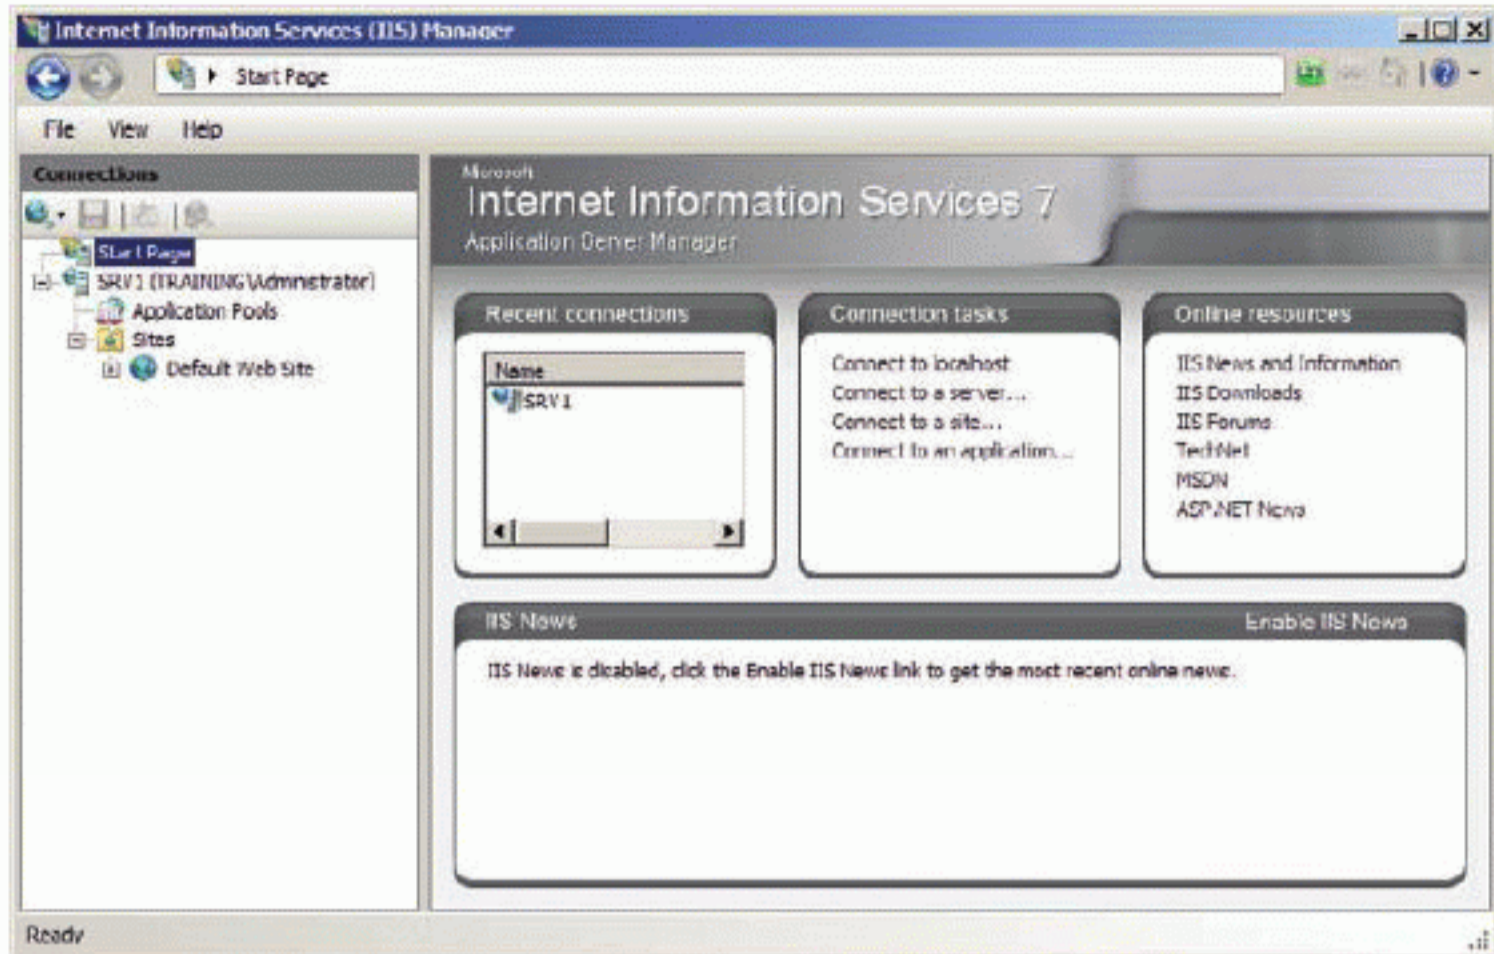 Internet Information Services (IIS) Manager
Start Page
File View Help
Connections
Start Page
SRV1 (TRAINING\Administrator)
Application Pools
Sites
Default Web Site
Microsoft
Internet Information Services 7
Application Server Manager
Recent connections
Name
SRV1
Connection tasks
Connect to localhost
Connect to a server...
Connect to a site...
Connect to an application...
Online resources
IIS News and Information
IIS Downloads
IIS Forums
TechNet
MSDN
ASP.NET News
IIS News
Enable IIS News
IIS News is disabled, click the Enable IIS News link to get the most recent online news.
Ready